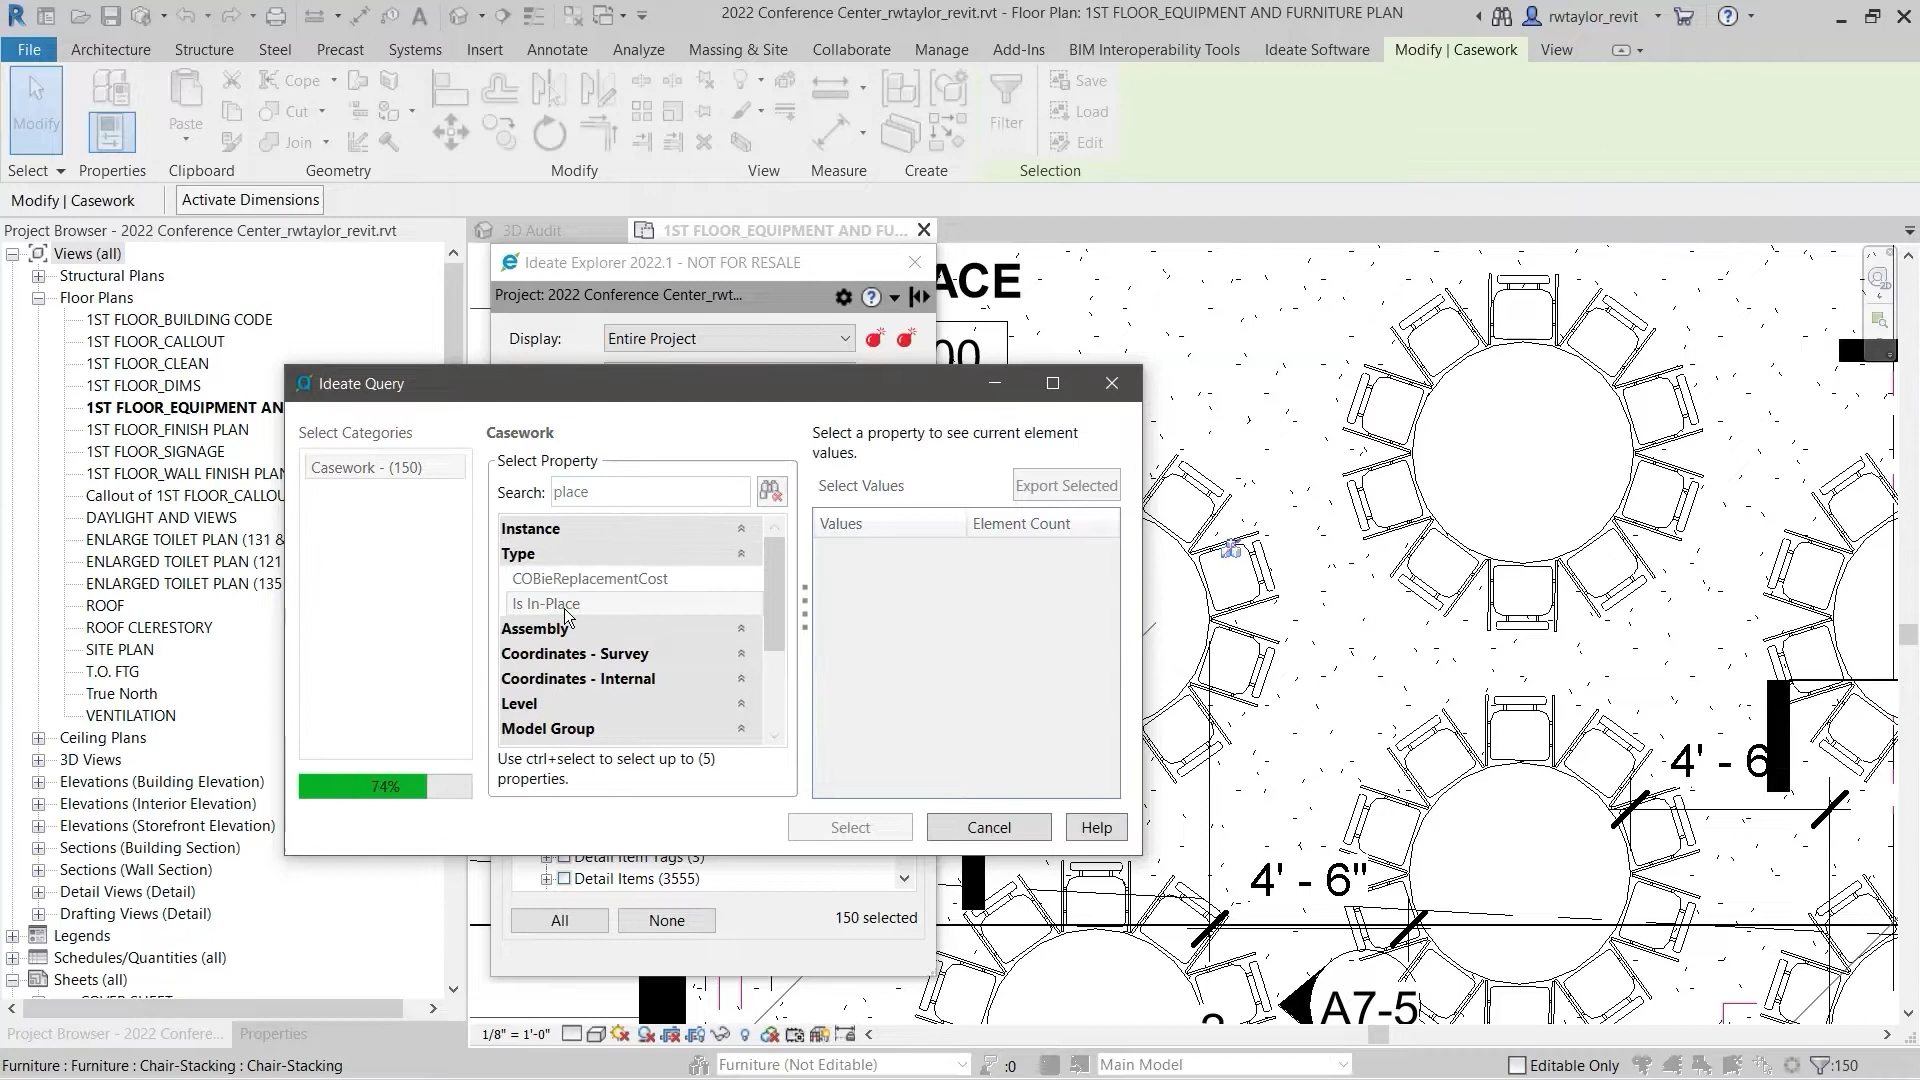 2022 Conference Center_rwtaylor_revit.rvt - Floor Plan: 1ST FLOOR_EQUIPMENT AND FURNITURE PLAN
rwtaylor_revit
File Architecture Structure Steel Precast Systems Insert Annotate Analyze Massing & Site Collaborate Manage Add-Ins BIM Interoperability Tools Ideate Software Modify | Casework View
Modify Paste Cope Cut Join Filter Save Load Edit
Select Properties Clipboard Geometry Modify View Measure Create Selection
Modify | Casework Activate Dimensions
Project Browser - 2022 Conference Center_rwtaylor_revit.rvt
Views (all)
Structural Plans
Floor Plans
1ST FLOOR_BUILDING CODE
1ST FLOOR_CALLOUT
1ST FLOOR_CLEAN
1ST FLOOR_DIMS
1ST FLOOR_EQUIPMENT AN
1ST FLOOR_FINISH PLAN
1ST FLOOR_SIGNAGE
1ST FLOOR_WALL FINISH PLAN
Callout of 1ST FLOOR_CALLOU
DAYLIGHT AND VIEWS
ENLARGE TOILET PLAN (131 &
ENLARGED TOILET PLAN (121
ENLARGED TOILET PLAN (135
ROOF
ROOF CLERESTORY
SITE PLAN
T.O. FTG
True North
VENTILATION
Ceiling Plans
3D Views
Elevations (Building Elevation)
Elevations (Interior Elevation)
Elevations (Storefront Elevation)
Sections (Building Section)
Sections (Wall Section)
Detail Views (Detail)
Drafting Views (Detail)
Legends
Schedules/Quantities (all)
Sheets (all)
COVER SHEET
Project Browser - 2022 Confere... Properties
3D Audit
1ST FLOOR_EQUIPMENT AND FU...
Ideate Explorer 2022.1 - NOT FOR RESALE
Project: 2022 Conference Center_rwt...
Display: Entire Project
Ideate Query
Select Categories
Casework - (150)
74%
Casework
Select Property
Search: place
Instance
Type
COBieReplacementCost
Is In-Place
Assembly
Coordinates - Survey
Coordinates - Internal
Level
Model Group
Use ctrl+select to select up to (5)
properties.
Select a property to see current element
values.
Select Values Export Selected
Values Element Count
Select Cancel Help
Detail Item Tags (3)
Detail Items (3555)
All None 150 selected
ACE
00
4' - 6
4' - 6"
A7-5
2D
1/8" = 1'-0"
Furniture : Furniture : Chair-Stacking : Chair-Stacking
Furniture (Not Editable) :0 Main Model Editable Only :150